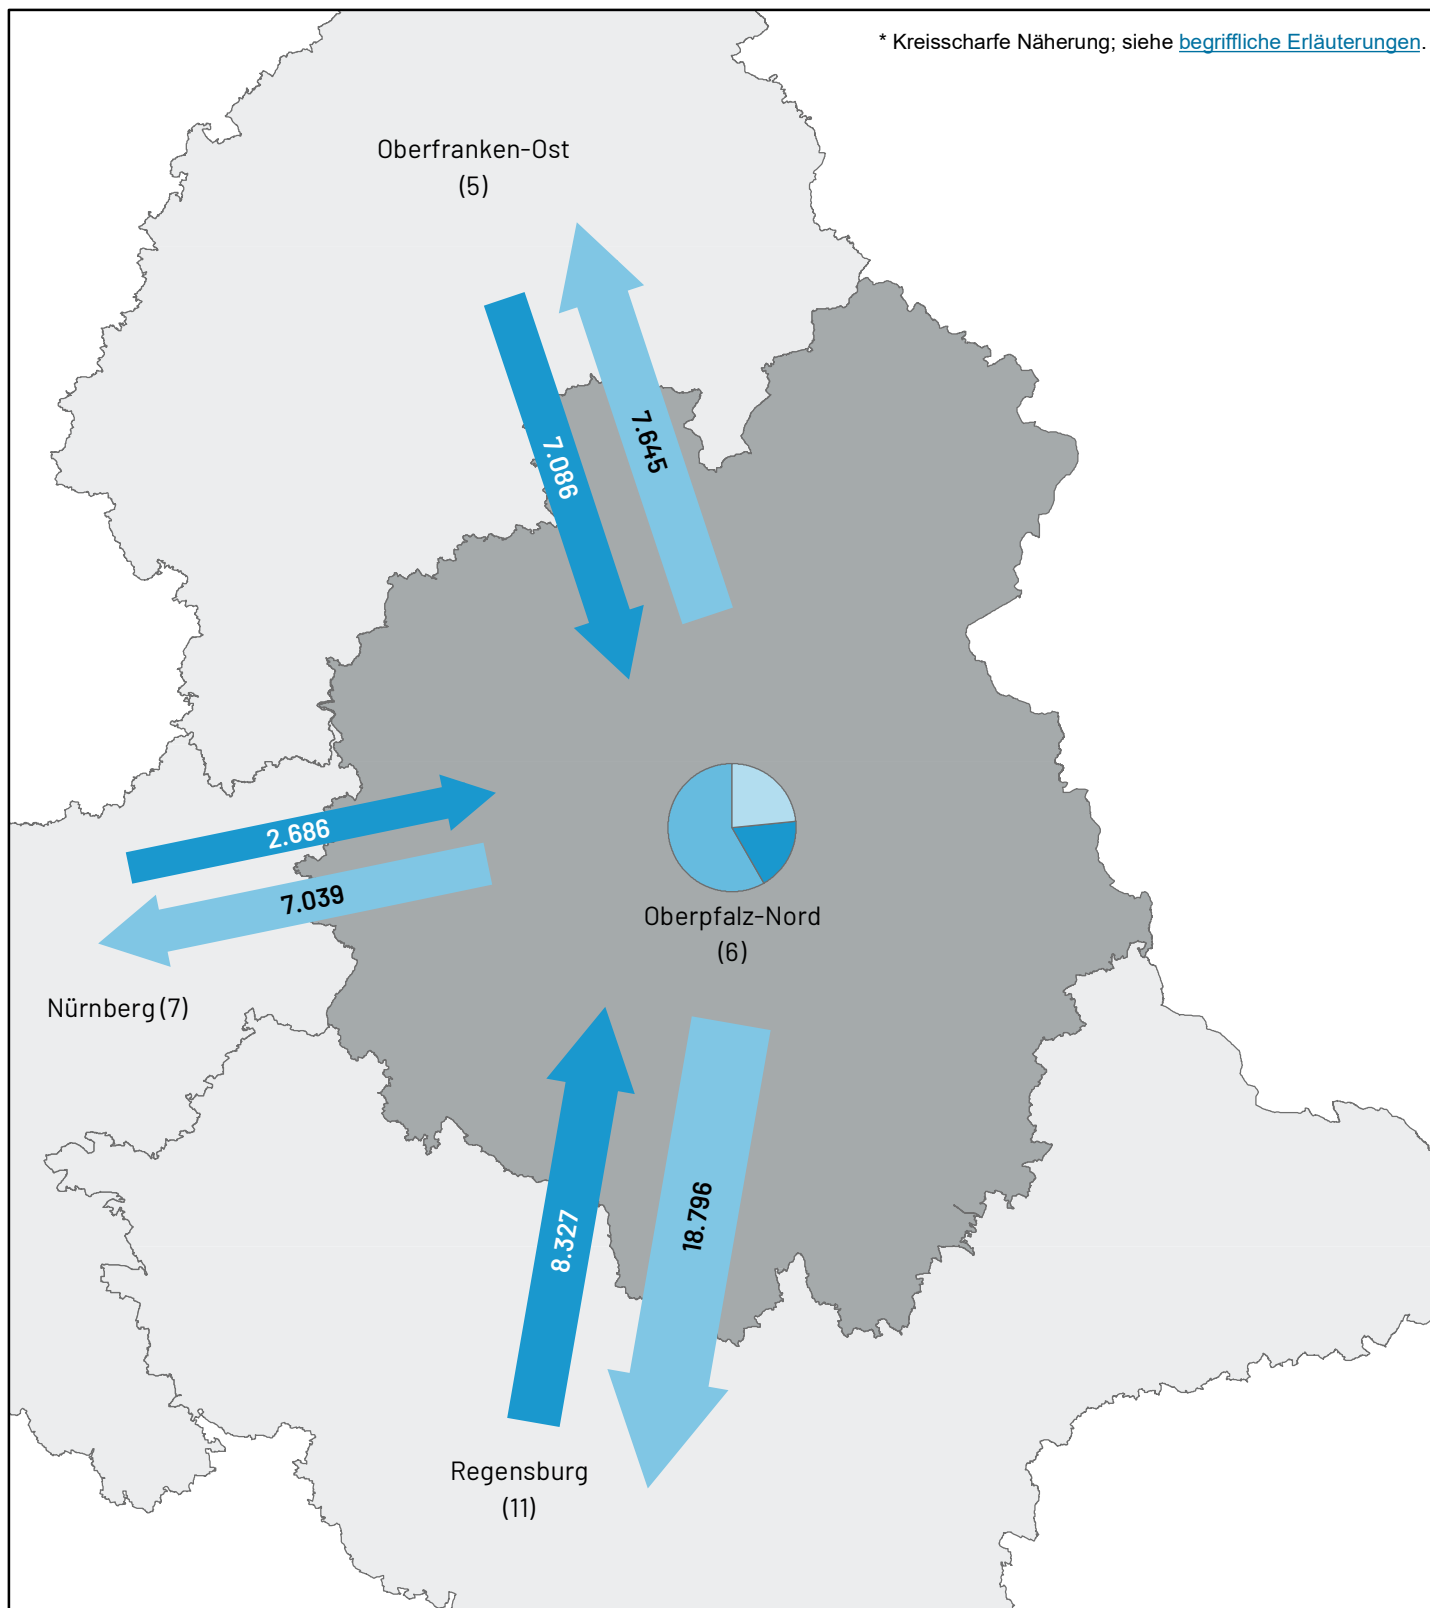 * Kreisscharfe Näherung; siehe begriffliche Erläuterungen.
Oberfranken-Ost
(5)
7.645
7.086
2.686
7.039
Oberpfalz-Nord
(6)
Nürnberg (7)
18.796
8.327
Regensburg
(11)